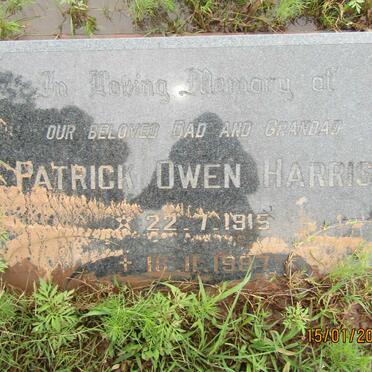 In Loving Memory of
OUR BELOVED DAD AND GRANDAD
PATRICK OWEN HARRIS
☆ 22.7.1915
15/01/20